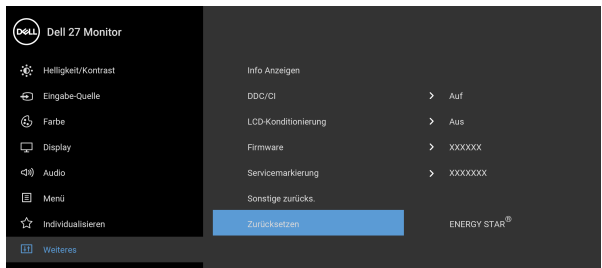 DELL Dell 27 Monitor
Helligkeit/Kontrast
Eingabe-Quelle
Farbe
Display
Audio
Menü
Individualisieren
Weiteres
Info Anzeigen
DDC/CI > Auf
LCD-Konditionierung > Aus
Firmware > XXXXXX
Servicemarkierung > XXXXXXX
Sonstige zurücks.
Zurücksetzen ENERGY STAR®